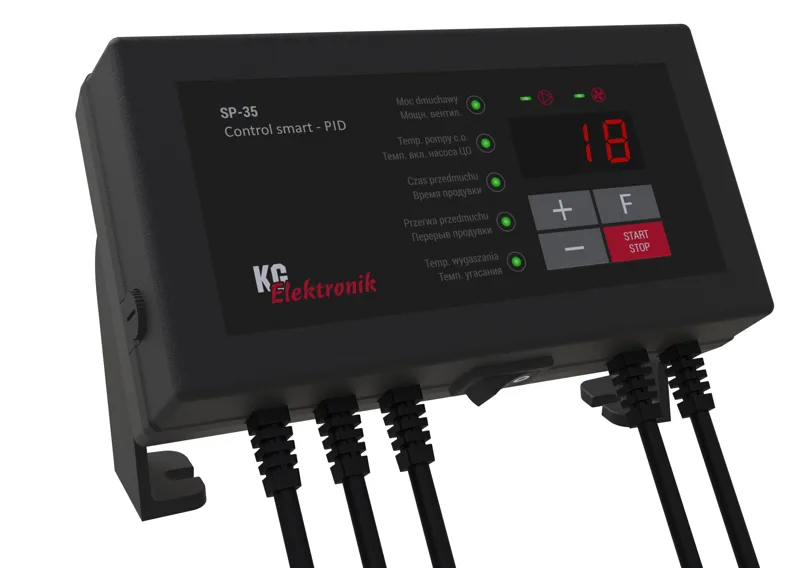 SP-35
Control smart - PID
Moc dmuchawy
Мощн. вентил.
Temp. pompy c.o.
Темп. вкл. насоса ЦО
Czas przedmuchu
Время продувки
Przerwa przedmuchu
Перерыв продувки
Temp. wygaszania
Темп. угасания
18
+
F
−
START
STOP
KG
Elektronik